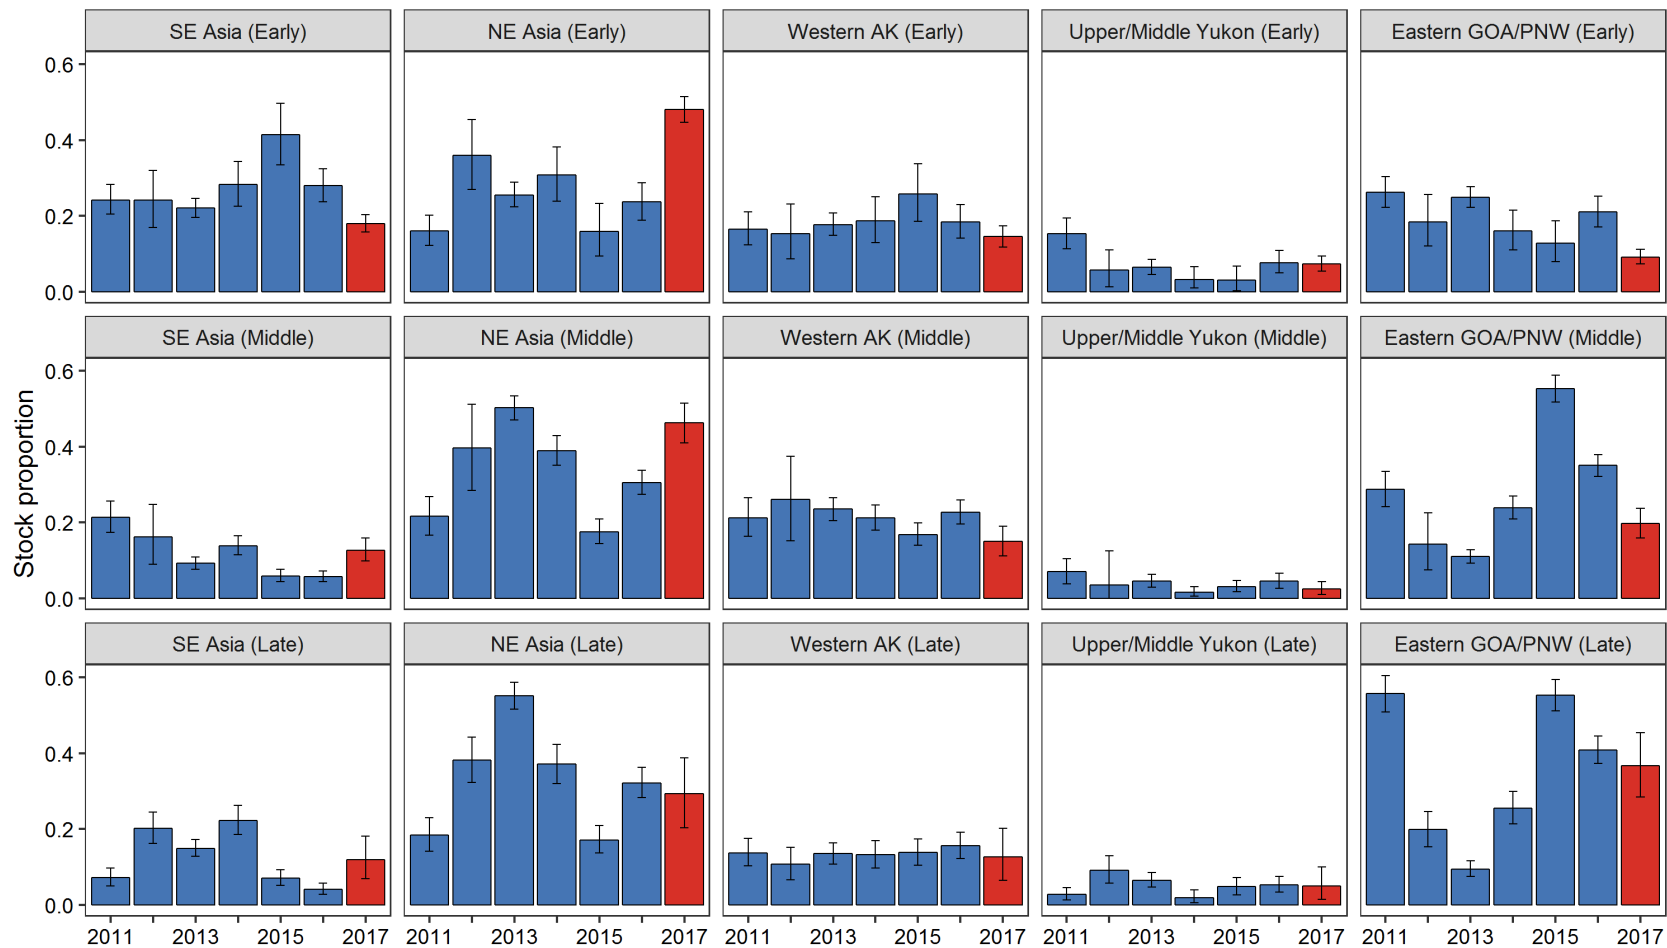 SE Asia (Early) NE Asia (Early) Western AK (Early) Upper/Middle Yukon (Early) Eastern GOA/PNW (Early)
0.6
0.4
0.2
0.0
SE Asia (Middle) NE Asia (Middle) Western AK (Middle) Upper/Middle Yukon (Middle) Eastern GOA/PNW (Middle)
0.6
0.4
0.2
0.0
Stock proportion
SE Asia (Late) NE Asia (Late) Western AK (Late) Upper/Middle Yukon (Late) Eastern GOA/PNW (Late)
0.6
0.4
0.2
0.0
2011 2013 2015 2017 2011 2013 2015 2017 2011 2013 2015 2017 2011 2013 2015 2017 2011 2013 2015 2017